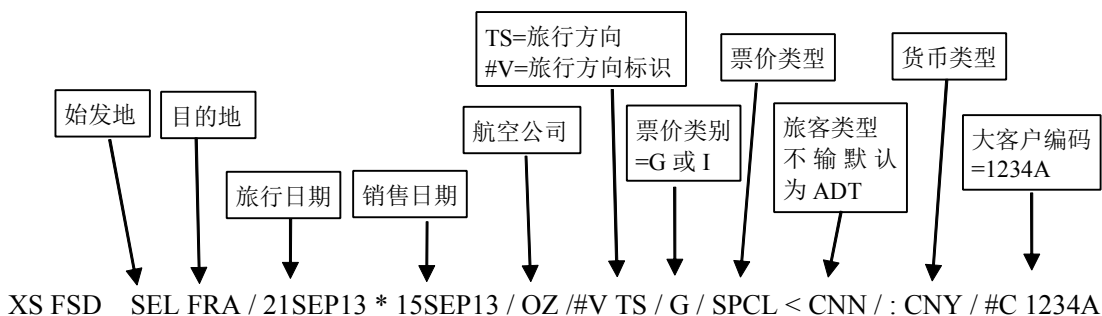 TS=旅行方向
#V=旅行方向标识
票价类型
货币类型
始发地
目的地
航空公司
票价类别
=G 或 I
旅客类型
不 输 默 认
为 ADT
大客户编码
=1234A
旅行日期
销售日期
XS FSD SEL FRA / 21SEP13 * 15SEP13 / OZ /#V TS / G / SPCL < CNN / : CNY / #C 1234A